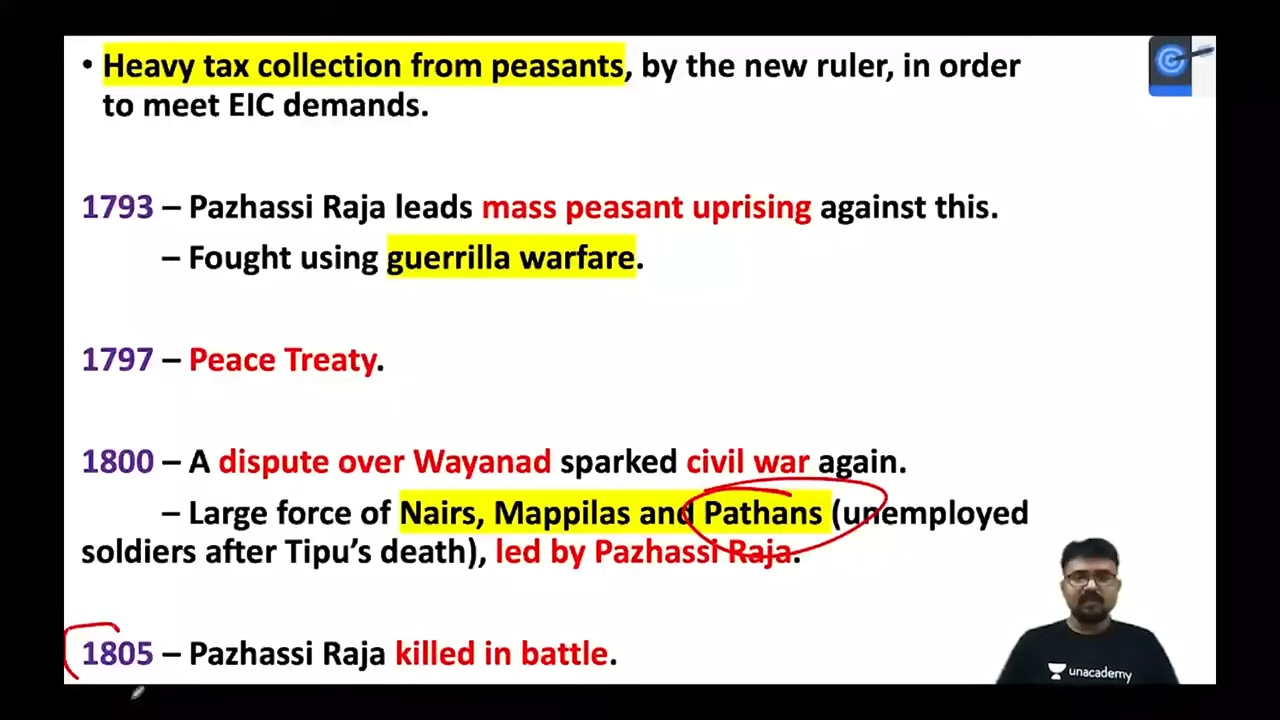 • Heavy tax collection from peasants, by the new ruler, in order
to meet EIC demands.
1793 – Pazhassi Raja leads mass peasant uprising against this.
– Fought using guerrilla warfare.
1797 – Peace Treaty.
1800 – A dispute over Wayanad sparked civil war again.
– Large force of Nairs, Mappilas and Pathans (unemployed
soldiers after Tipu's death), led by Pazhassi Raja.
1805 – Pazhassi Raja killed in battle.
unacademy